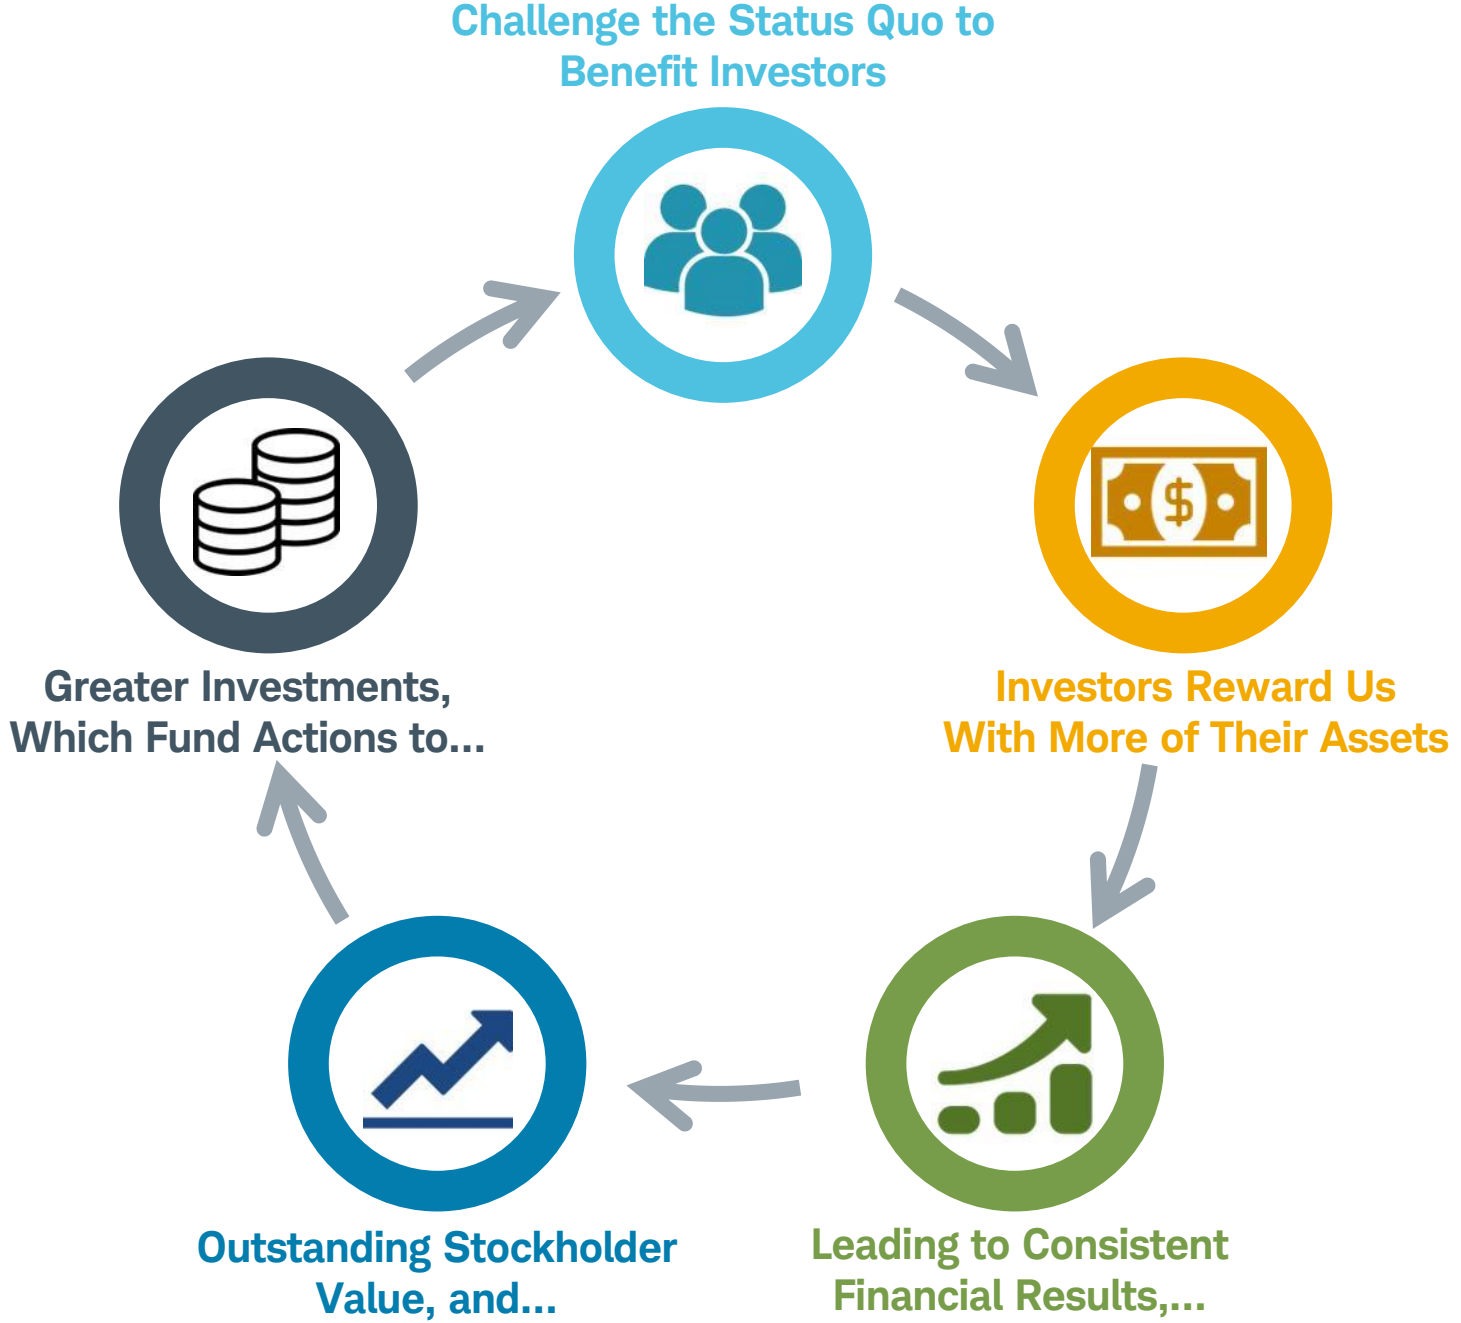 Challenge the Status Quo to
Benefit Investors
$
Investors Reward Us
With More of Their Assets
Leading to Consistent
Financial Results,...
Outstanding Stockholder
Value, and...
Greater Investments,
Which Fund Actions to...